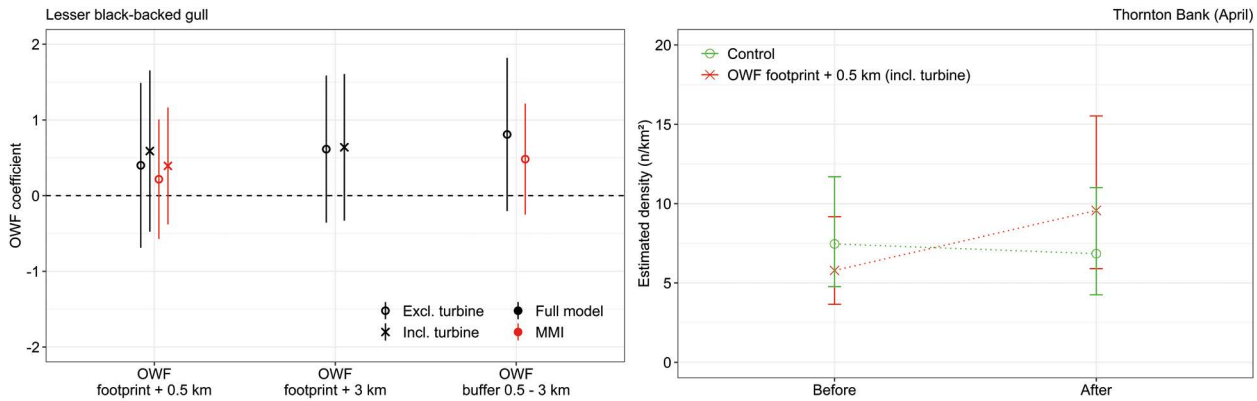 Lesser black-backed gull
OWF coefficient
2
1
0
-1
-2
Excl. turbine
Incl. turbine
Full model
MMI
OWF
footprint + 0.5 km
OWF
footprint + 3 km
OWF
buffer 0.5 - 3 km
Thornton Bank (April)
Estimated density (n/km²)
20
15
10
5
0
Control
OWF footprint + 0.5 km (incl. turbine)
Before
After